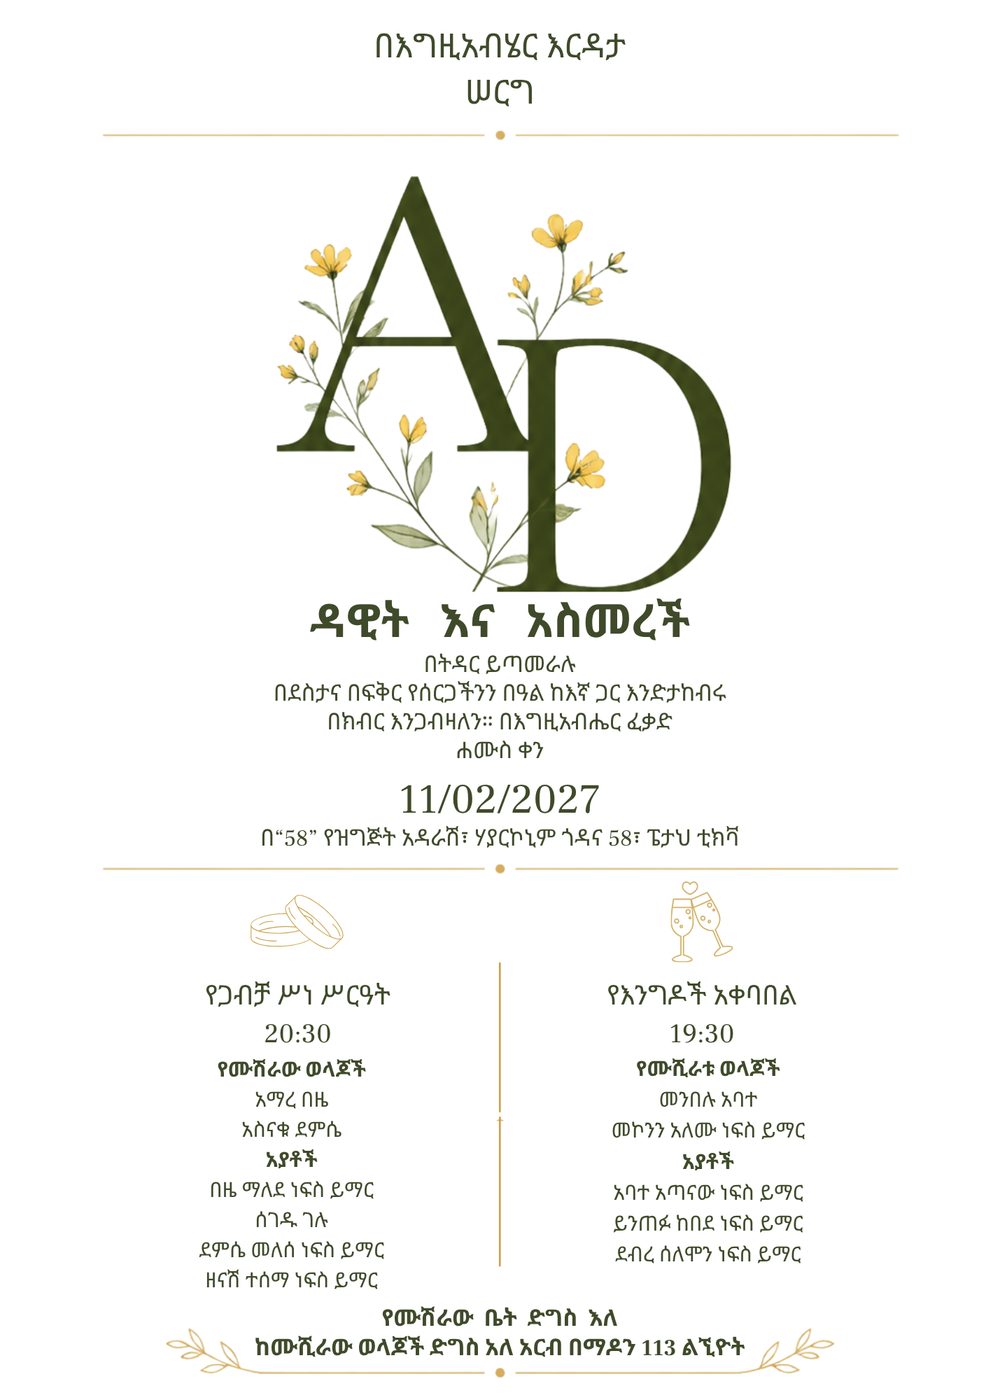 በእግዚአብሄር እርዳታ
ሠርግ
AD
ዳዊት እና አስመረች
በትዳር ይጣመራሉ
በደስታና በፍቅር የሰርጋችንን በዓል ከእኛ ጋር እንድታከብሩ
በክብር እንጋብዛለን። በእግዚአብሔር ፈቃድ
ሐሙስ ቀን
11/02/2027
በ“58” የዝግጅት አዳራሽ፣ ሃያርኮኒም ጎዳና 58፣ ፔታህ ቲክቫ
የጋብቻ ሥነ ሥርዓት
20:30
የሙሽራው ወላጆች
አማረ በዜ
አስናቁ ደምሴ
አያቶች
በዜ ማለደ ነፍስ ይማር
ሰገዱ ገሉ
ደምሴ መለሰ ነፍስ ይማር
ዘናሽ ተሰማ ነፍስ ይማር
የእንግዶች አቀባበል
19:30
የሙሺራቱ ወላጆች
መንበሉ አባተ
መኮንን አለሙ ነፍስ ይማር
አያቶች
አባተ አጣናው ነፍስ ይማር
ይንጠፉ ከበደ ነፍስ ይማር
ደብረ ሰለሞን ነፍስ ይማር
የሙሽራው ቤት ድግስ እለ
ከሙሺራው ወላጆች ድግስ አለ አርብ በማዶን 113 ልኚዮት